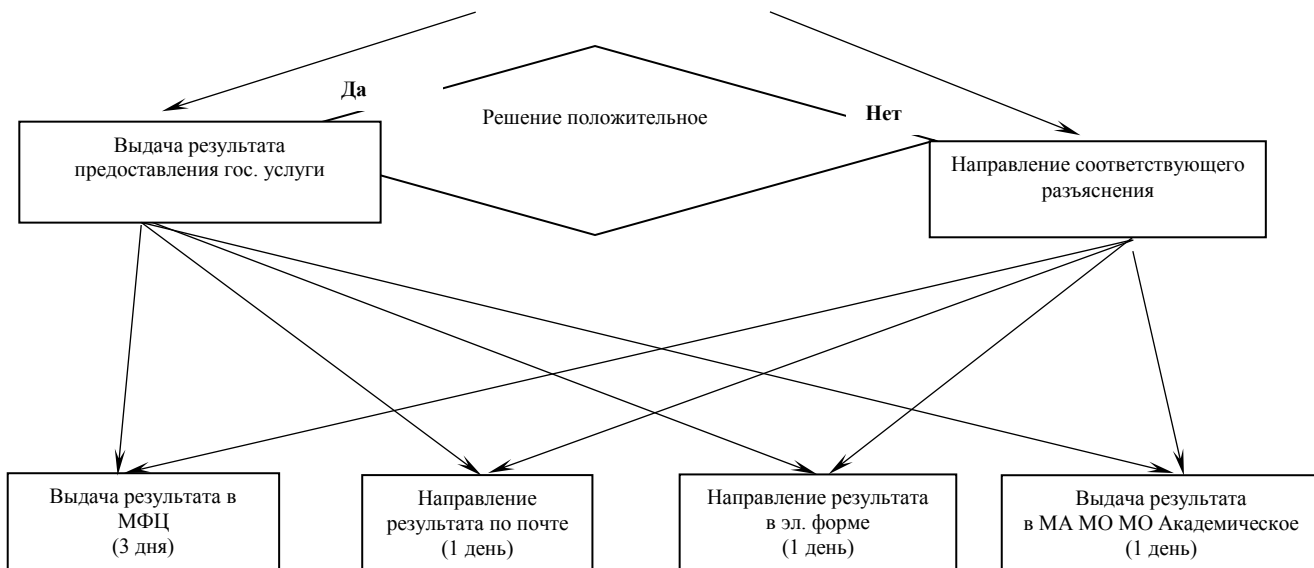 Да
Решение положительное
Нет
Выдача результата
предоставления гос. услуги
Направление соответствующего
разъяснения
Выдача результата в
МФЦ
(3 дня)
Направление
результата по почте
(1 день)
Направление результата
в эл. форме
(1 день)
Выдача результата
в МА МО МО Академическое
(1 день)